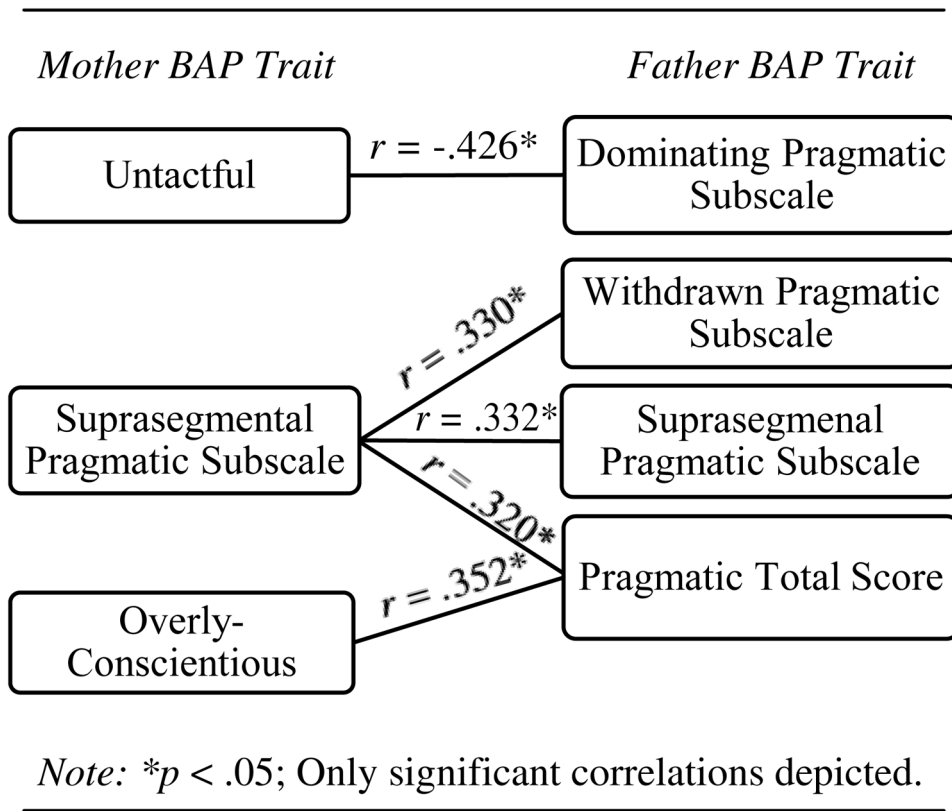 Mother BAP Trait
Father BAP Trait
Untactful
r = -.426*
Dominating Pragmatic
Subscale
Withdrawn Pragmatic
Subscale
r = .330*
Suprasegmental
Pragmatic Subscale
r = .332*
Suprasegmenal
Pragmatic Subscale
r = .320*
Pragmatic Total Score
r = .352*
Overly-
Conscientious
Note: *p < .05; Only significant correlations depicted.